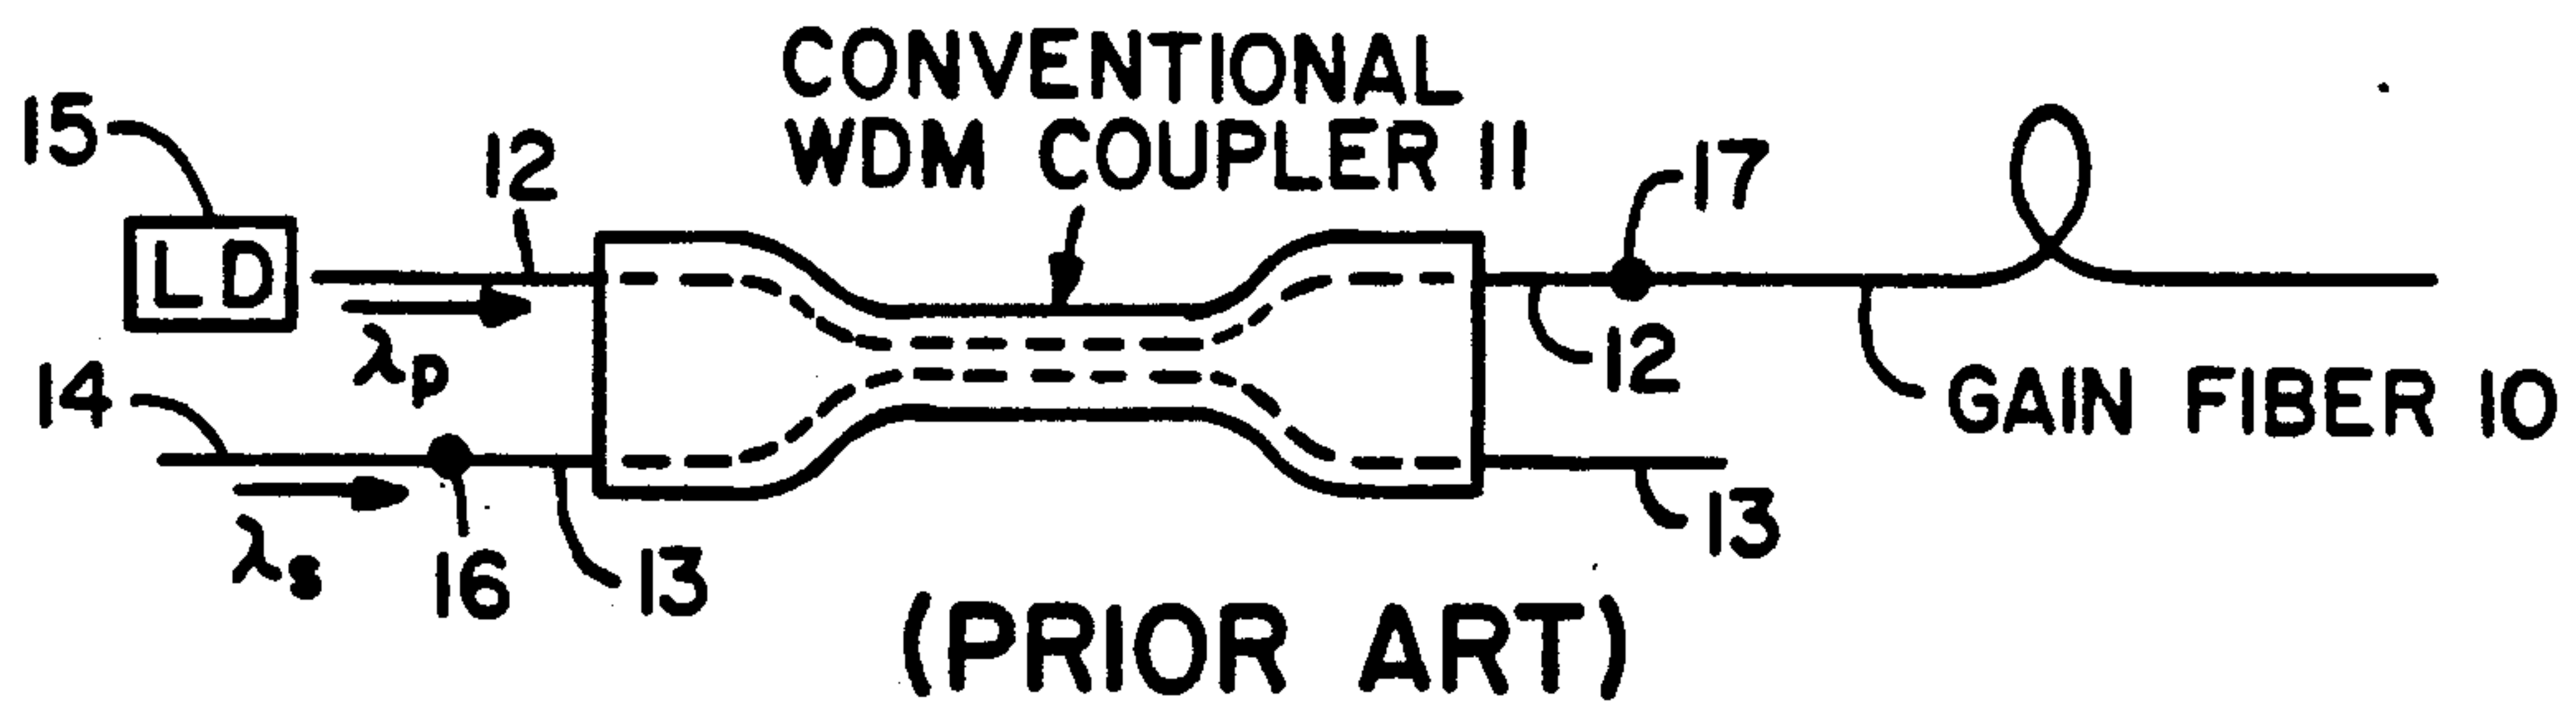 CONVENTIONAL
WDM COUPLER 11
15
12
17
LD
λp
12
14
GAIN FIBER 10
λs
16
13
13
(PRIOR ART)